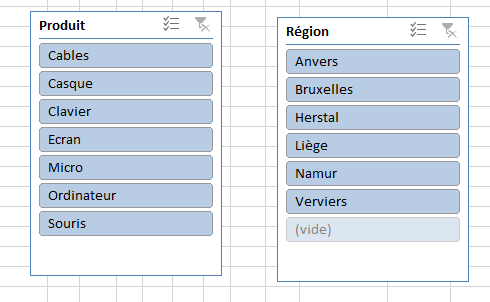 Produit
Cables
Casque
Clavier
Ecran
Micro
Ordinateur
Souris
Région
Anvers
Bruxelles
Herstal
Liège
Namur
Verviers
(vide)